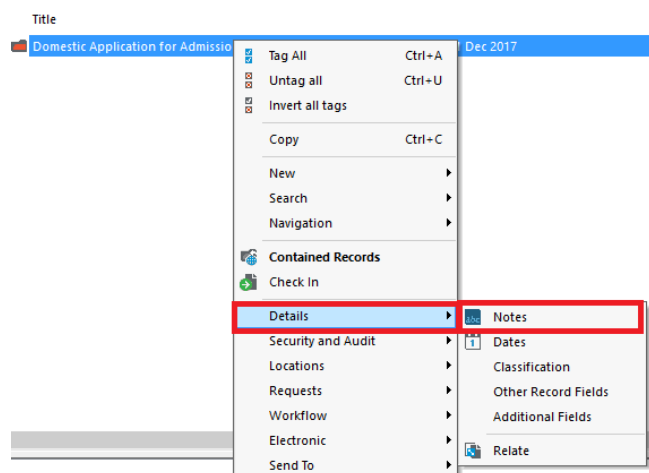 Title
Domestic Application for Admissio
Dec 2017
Tag All Ctrl+A
Untag all Ctrl+U
Invert all tags
Copy Ctrl+C
New
Search
Navigation
Contained Records
Check In
Details
Security and Audit
Locations
Requests
Workflow
Electronic
Send To
abc Notes
1 Dates
Classification
Other Record Fields
Additional Fields
Relate